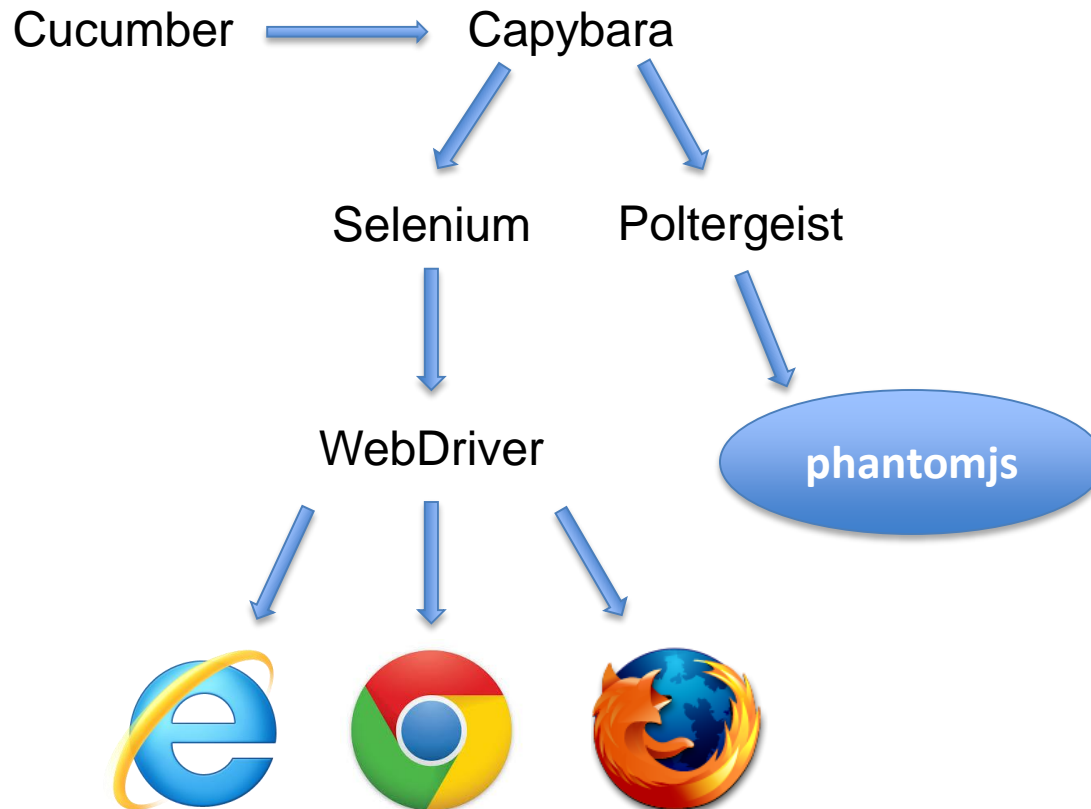 Cucumber
Capybara
Selenium
Poltergeist
WebDriver
phantomjs